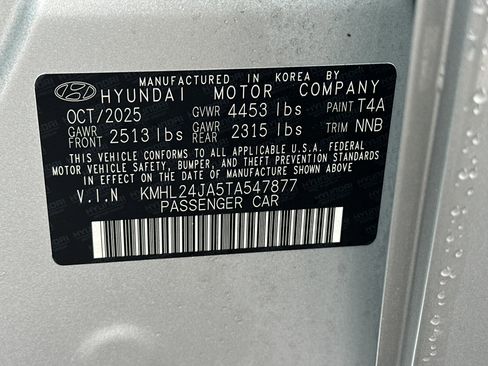 MANUFACTURED IN KOREA BY
HYUNDAI MOTOR COMPANY
OCT/2025 GVWR 4453 lbs PAINT T4A
GAWR FRONT 2513 lbs GAWR REAR 2315 lbs TRIM NNB
THIS VEHICLE CONFORMS TO ALL APPLICABLE U.S.A. FEDERAL
MOTOR VEHICLE SAFETY, BUMPER, AND THEFT PREVENTION STANDARDS
IN EFFECT ON THE DATE OF MANUFACTURE SHOWN ABOVE
V.I.N KMHL24JA5TA547877
PASSENGER CAR